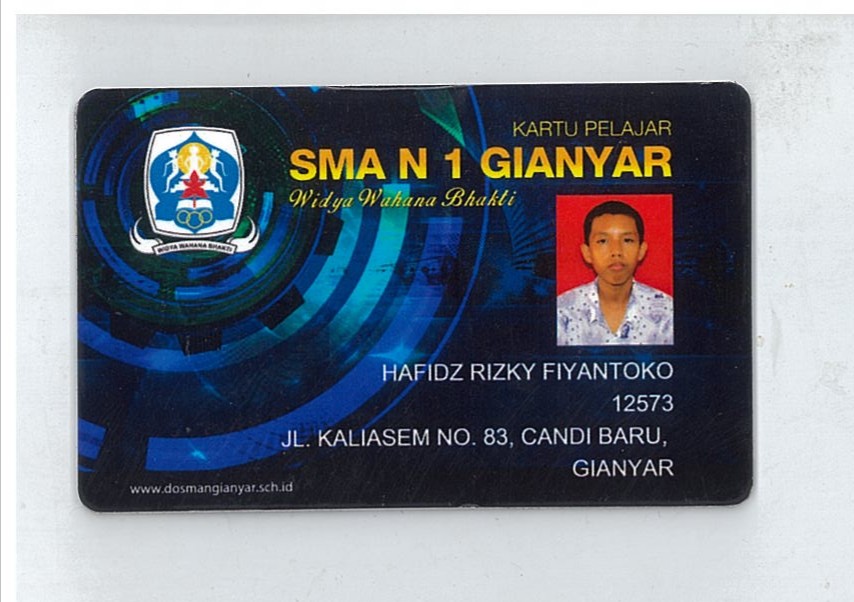 KARTU PELAJAR
SMA N 1 GIANYAR
Widya Wahana Bhakti
WIDYA WAHANA BHAKTI
HAFIDZ RIZKY FIYANTOKO
12573
JL. KALIASEM NO. 83, CANDI BARU,
GIANYAR
www.dosmangianyar.sch.id